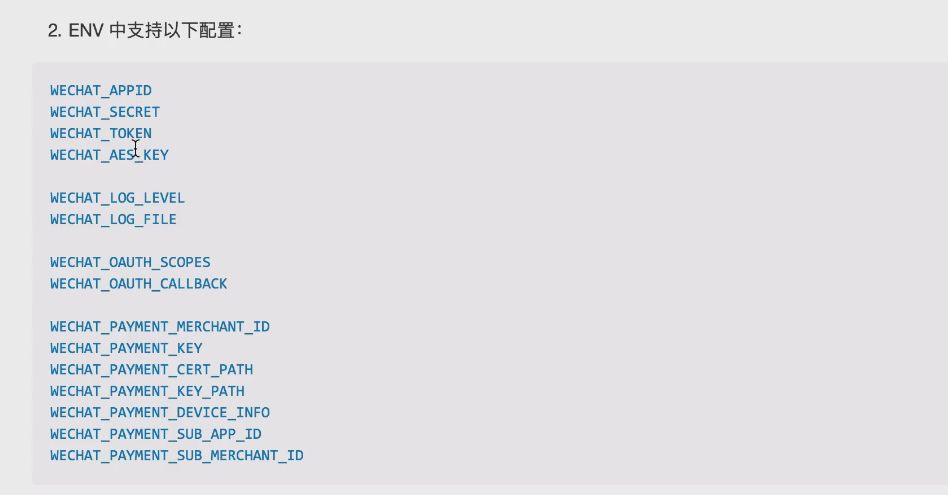 2. ENV 中支持以下配置：
WECHAT_APPID
WECHAT_SECRET
WECHAT_TOKEN
WECHAT_AES_KEY
WECHAT_LOG_LEVEL
WECHAT_LOG_FILE
WECHAT_OAUTH_SCOPES
WECHAT_OAUTH_CALLBACK
WECHAT_PAYMENT_MERCHANT_ID
WECHAT_PAYMENT_KEY
WECHAT_PAYMENT_CERT_PATH
WECHAT_PAYMENT_KEY_PATH
WECHAT_PAYMENT_DEVICE_INFO
WECHAT_PAYMENT_SUB_APP_ID
WECHAT_PAYMENT_SUB_MERCHANT_ID